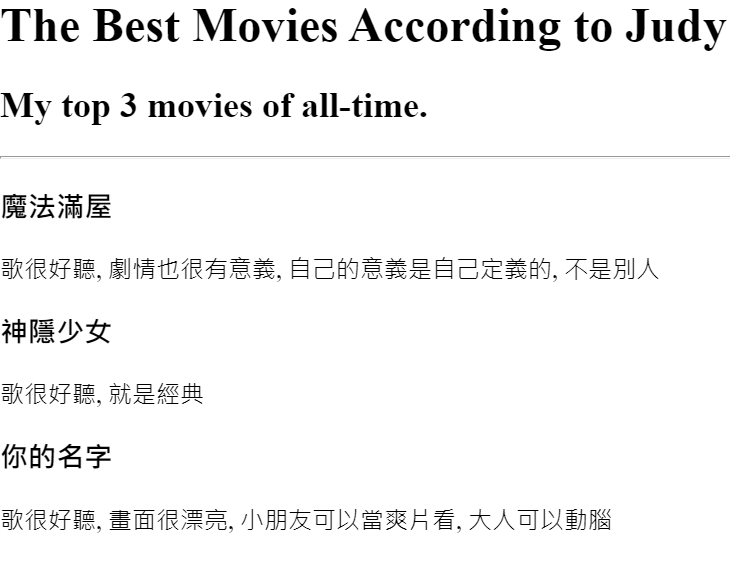 The Best Movies According to Judy
My top 3 movies of all-time.
魔法滿屋
歌很好聽, 劇情也很有意義, 自己的意義是自己定義的, 不是別人
神隱少女
歌很好聽, 就是經典
你的名字
歌很好聽, 畫面很漂亮, 小朋友可以當爽片看, 大人可以動腦